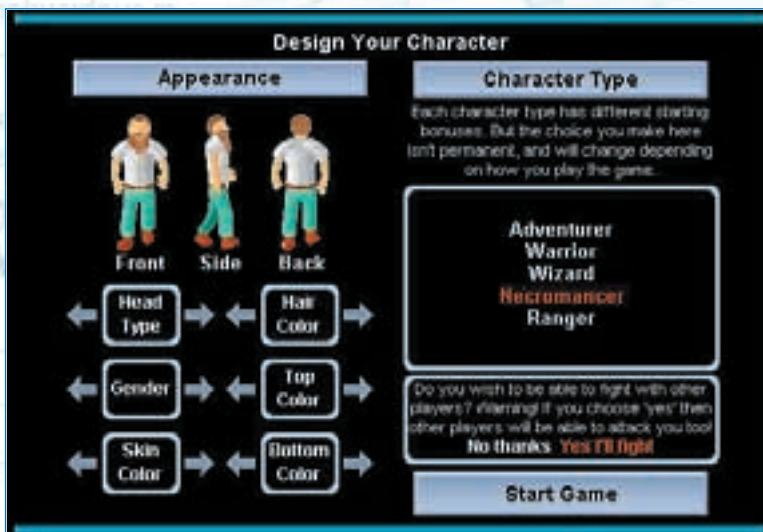 Design Your Character
Appearance
Front Side Back
Head Type
Hair Color
Gender
Top Color
Skin Color
Bottom Color
Character Type
Each character type has different starting
bonuses. But the choice you make here
isn't permanent, and will change depending
on how you play the game.
Adventurer
Warrior
Wizard
Necromancer
Ranger
Do you wish to be able to fight with other
players? Warning! If you choose 'yes' then
other players will be able to attack you too!
No thanks Yes I'll fight
Start Game